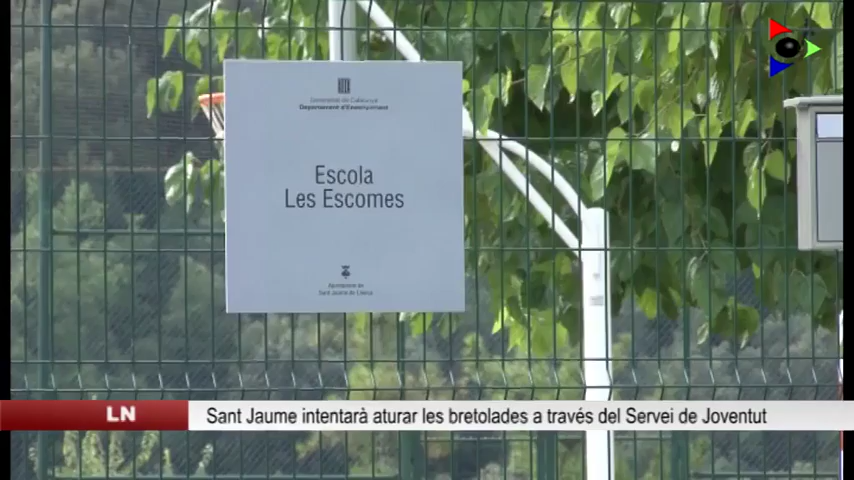 Generalitat de Catalunya
Departament d'Ensenyament
Escola
Les Escomes
Ajuntament de
Sant Jaume de Llierca
LN
Sant Jaume intentarà aturar les bretolades a través del Servei de Joventut